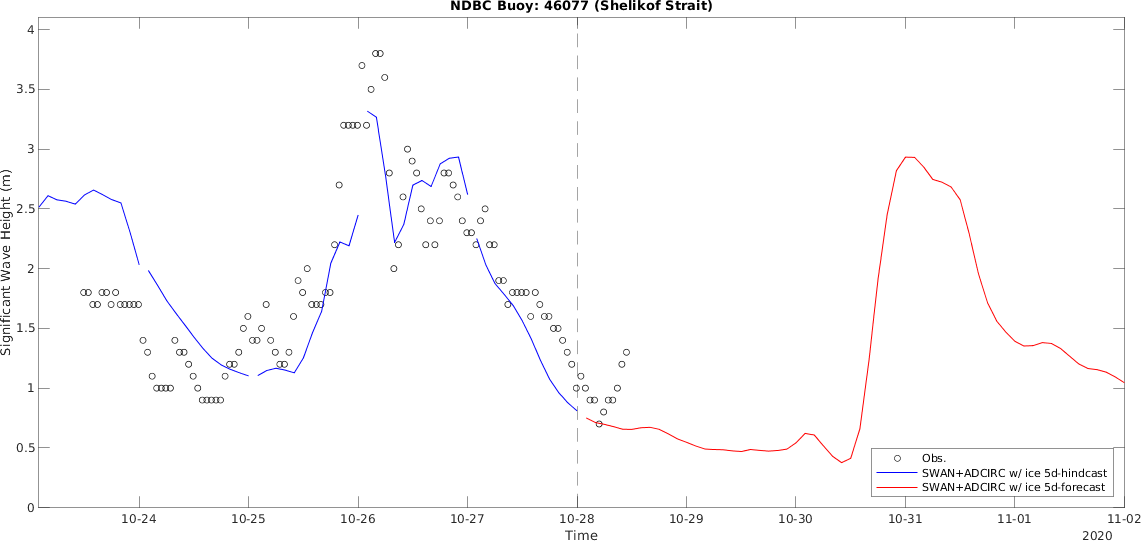 NDBC Buoy: 46077 (Shelikof Strait)
4
3.5
3
2.5
2
1.5
1
0.5
0
Significant Wave Height (m)
Obs.
SWAN+ADCIRC w/ ice 5d-hindcast
SWAN+ADCIRC w/ ice 5d-forecast
10-24 10-25 10-26 10-27 10-28 10-29 10-30 10-31 11-01 11-02
Time
2020